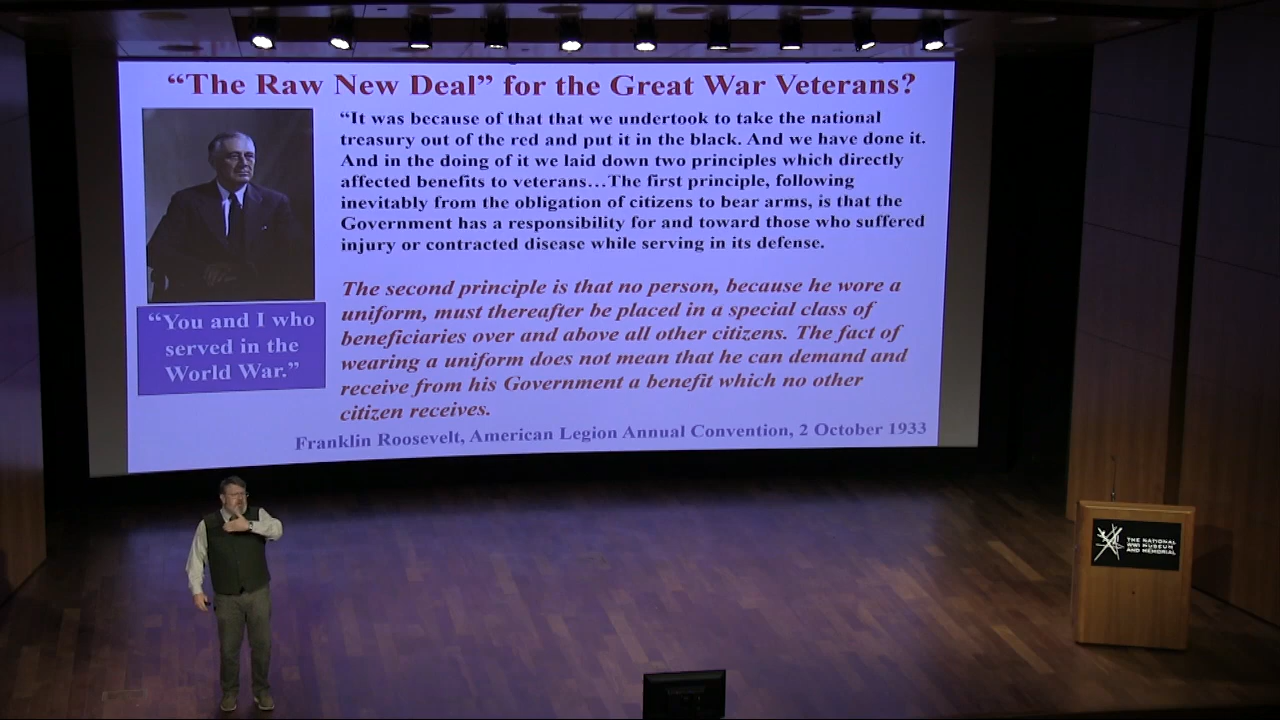 “The Raw New Deal” for the Great War Veterans?
“It was because of that that we undertook to take the national
treasury out of the red and put it in the black. And we have done it.
And in the doing of it we laid down two principles which directly
affected benefits to veterans…The first principle, following
inevitably from the obligation of citizens to bear arms, is that the
Government has a responsibility for and toward those who suffered
injury or contracted disease while serving in its defense.
The second principle is that no person, because he wore a
uniform, must thereafter be placed in a special class of
beneficiaries over and above all other citizens. The fact of
wearing a uniform does not mean that he can demand and
receive from his Government a benefit which no other
citizen receives.
“You and I who
served in the
World War.”
Franklin Roosevelt, American Legion Annual Convention, 2 October 1933
THE NATIONAL
WWI MUSEUM
AND MEMORIAL